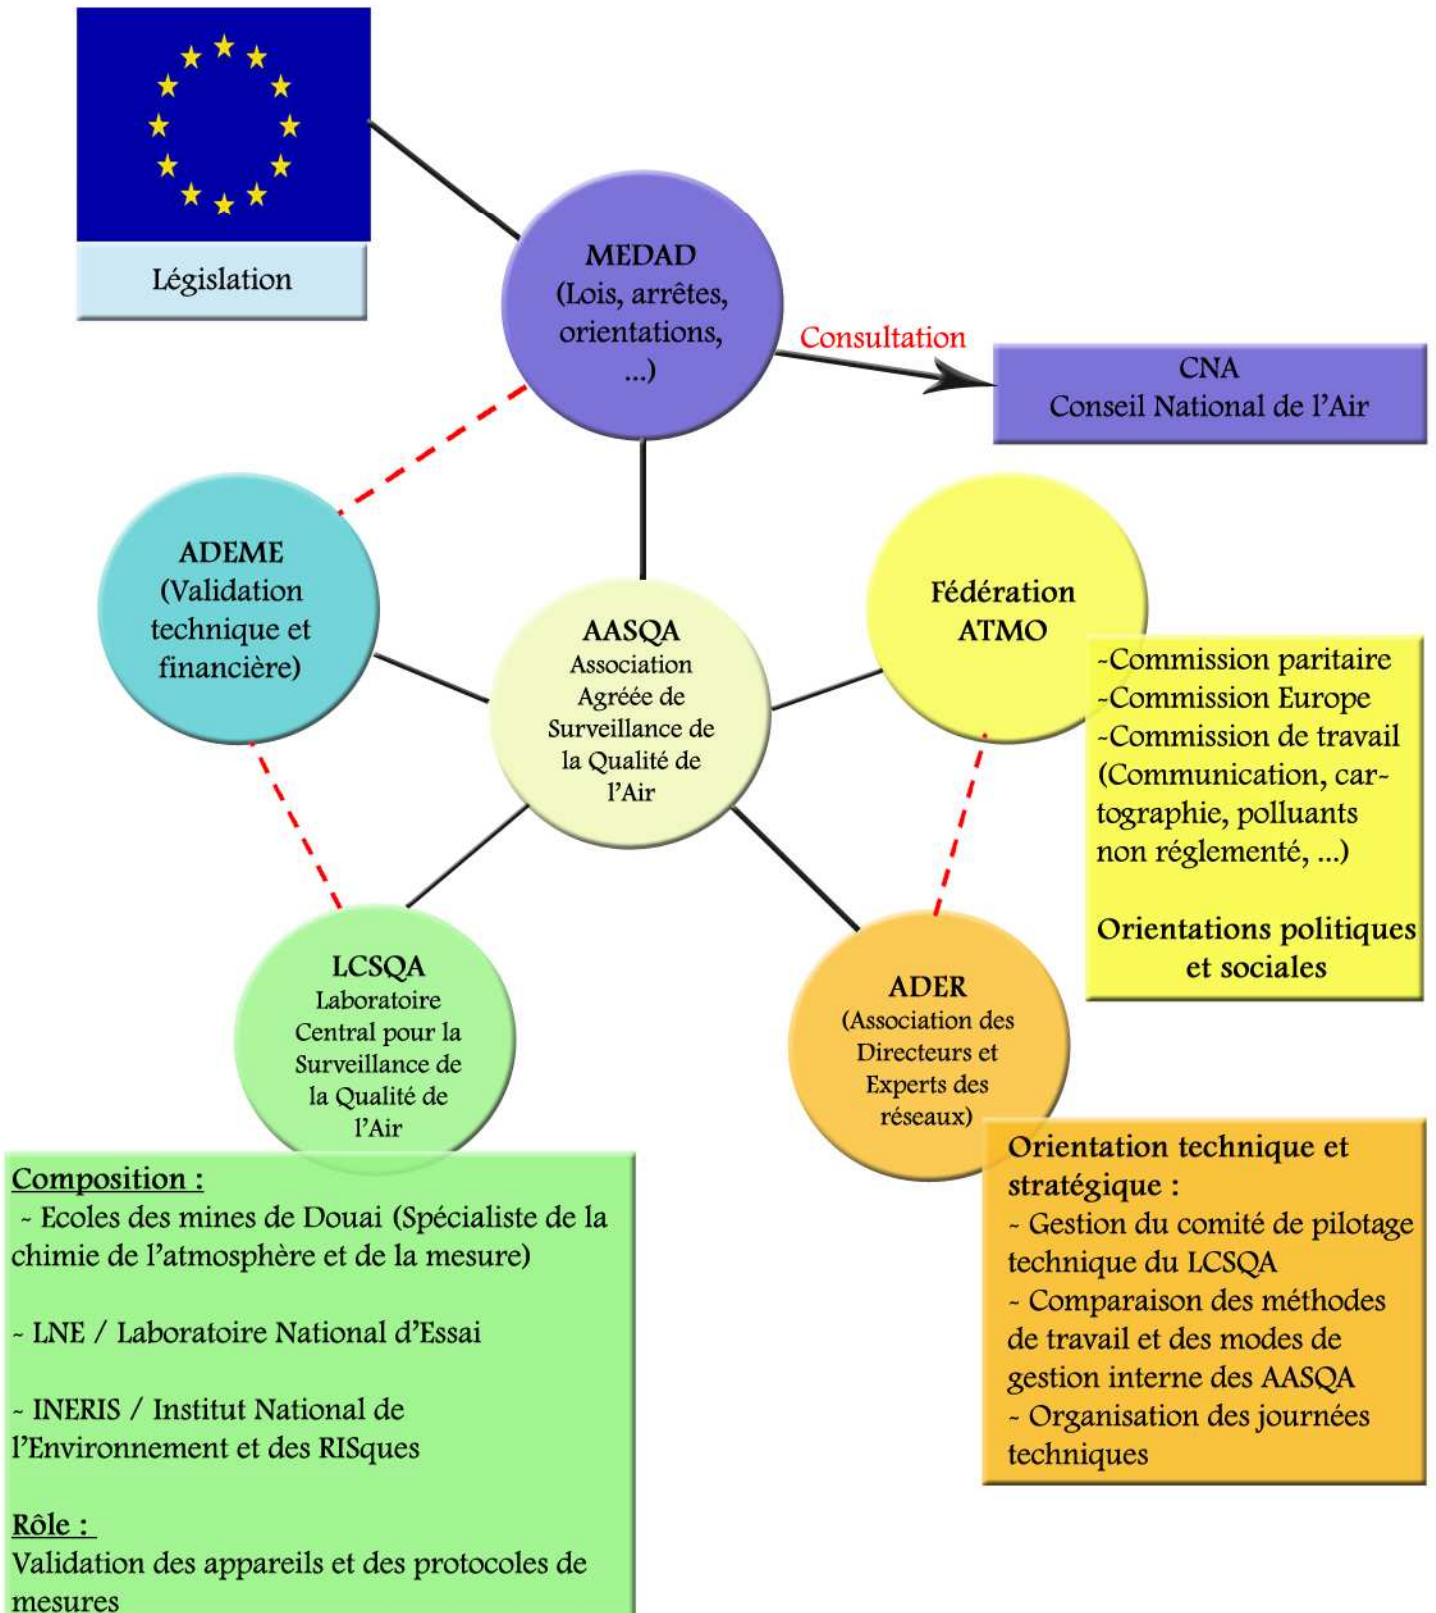 Législation
MEDAD
(Lois, arrêtes,
orientations,
...)
Consultation
CNA
Conseil National de l'Air
ADEME
(Validation
technique et
financière)
AASQA
Association
Agréée de
Surveillance de
la Qualité de
l'Air
Fédération
ATMO
-Commission paritaire
-Commission Europe
-Commission de travail
(Communication, car-
tographie, polluants
non réglementé, ...)
Orientations politiques
et sociales
LCSQA
Laboratoire
Central pour la
Surveillance de
la Qualité de
l'Air
ADER
(Association des
Directeurs et
Experts des
réseaux)
Composition :
- Ecoles des mines de Douai (Spécialiste de la
chimie de l'atmosphère et de la mesure)
- LNE / Laboratoire National d'Essai
- INERIS / Institut National de
l'Environnement et des RISques
Rôle :
Validation des appareils et des protocoles de
mesures
Orientation technique et
stratégique :
- Gestion du comité de pilotage
technique du LCSQA
- Comparaison des méthodes
de travail et des modes de
gestion interne des AASQA
- Organisation des journées
techniques